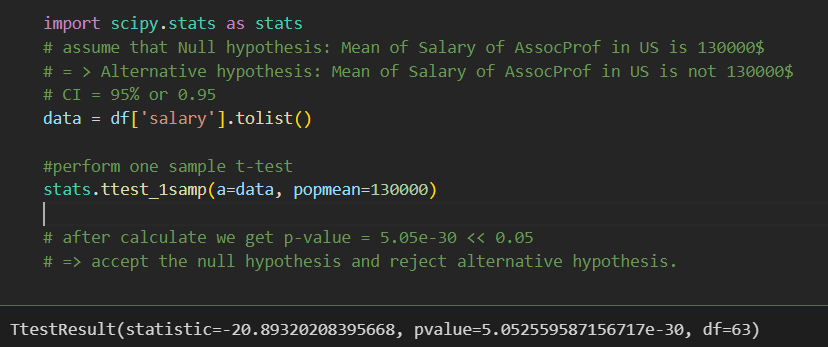 import scipy.stats as stats
# assume that Null hypothesis: Mean of Salary of AssocProf in US is 130000$
# = > Alternative hypothesis: Mean of Salary of AssocProf in US is not 130000$
# CI = 95% or 0.95
data = df['salary'].tolist()
#perform one sample t-test
stats.ttest_1samp(a=data, popmean=130000)
# after calculate we get p-value = 5.05e-30 << 0.05
# => accept the null hypothesis and reject alternative hypothesis.
TtestResult(statistic=-20.89320208395668, pvalue=5.052559587156717e-30, df=63)